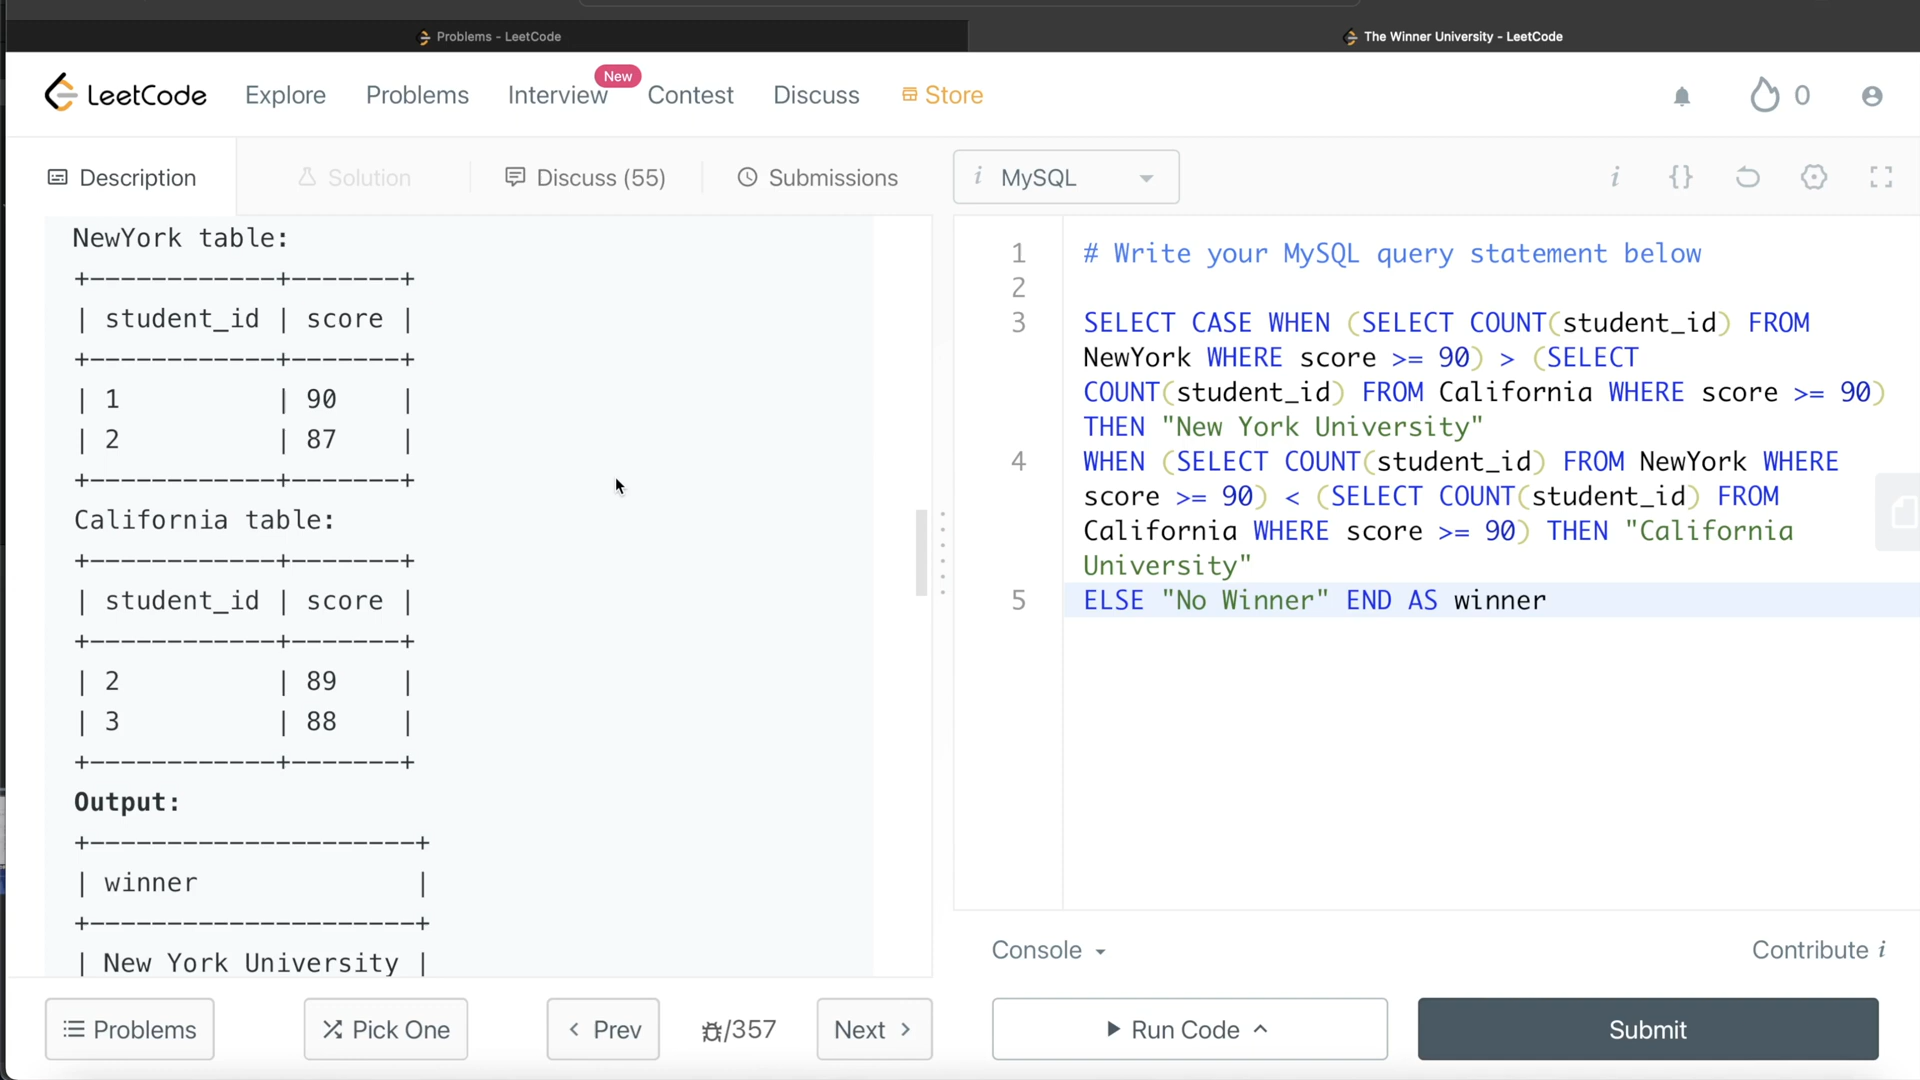 Problems - LeetCode
The Winner University - LeetCode
LeetCode
Explore
Problems
Interview
New
Contest
Discuss
Store
0
Description
Solution
Discuss (55)
Submissions
i MySQL
i {}
NewYork table:
+------------+-------+
| student_id | score |
+------------+-------+
| 1          | 90    |
| 2          | 87    |
+------------+-------+
California table:
+------------+-------+
| student_id | score |
+------------+-------+
| 2          | 89    |
| 3          | 88    |
+------------+-------+
Output:
+---------------------+
| winner              |
+---------------------+
| New York University |
1 # Write your MySQL query statement below
2
3 SELECT CASE WHEN (SELECT COUNT(student_id) FROM
NewYork WHERE score >= 90) > (SELECT
COUNT(student_id) FROM California WHERE score >= 90)
THEN "New York University"
4 WHEN (SELECT COUNT(student_id) FROM NewYork WHERE
score >= 90) < (SELECT COUNT(student_id) FROM
California WHERE score >= 90) THEN "California
University"
5 ELSE "No Winner" END AS winner
Console
Contribute i
Problems
Pick One
< Prev
/357
Next >
Run Code
Submit